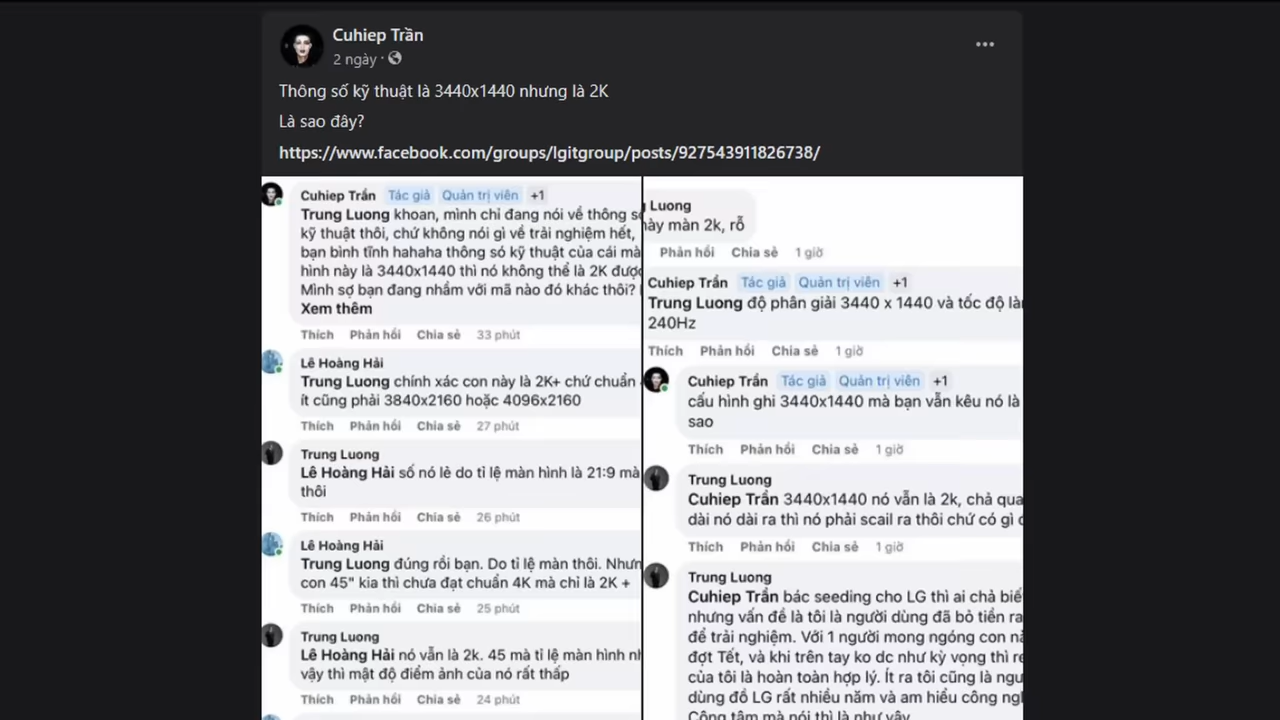 Cuhiep Trần
2 ngày ·
Thông số kỹ thuật là 3440x1440 nhưng là 2K
Là sao đây?
https://www.facebook.com/groups/lgitgroup/posts/927543911826738/
Cuhiep Trần Tác giả Quản trị viên +1
Trung Luong khoan, mình chỉ đang nói về thông số
kỹ thuật thôi, chứ không nói gì về trải nghiệm hết,
bạn bình tĩnh hahaha thông só kỹ thuật của cái mà
hình này là 3440x1440 thì nó không thể là 2K được
Mình sợ bạn đang nhầm với mã nào đó khác thôi?
Xem thêm
Thích Phản hồi Chia sẻ 33 phút
Lê Hoàng Hải
Trung Luong chính xác con này là 2K+ chứ chuẩn
ít cũng phải 3840x2160 hoặc 4096x2160
Thích Phản hồi Chia sẻ 27 phút
Trung Luong
Lê Hoàng Hải số nó lẻ do tỉ lệ màn hình là 21:9 mà
thôi
Thích Phản hồi Chia sẻ 26 phút
Lê Hoàng Hải
Trung Luong đúng rồi bạn. Do tỉ lệ màn thôi. Nhưn
con 45" kia thì chưa đạt chuẩn 4K mà chỉ là 2K +
Thích Phản hồi Chia sẻ 25 phút
Trung Luong
Lê Hoàng Hải nó vẫn là 2k. 45 mà tỉ lệ màn hình nh
vậy thì mật độ điểm ảnh của nó rất thấp
Thích Phản hồi Chia sẻ 24 phút
Luong
này màn 2k, rỗ
Phản hồi Chia sẻ 1 giờ
Cuhiep Trần Tác giả Quản trị viên +1
Trung Luong độ phân giải 3440 x 1440 và tốc độ là
240Hz
Thích Phản hồi Chia sẻ 1 giờ
Cuhiep Trần Tác giả Quản trị viên +1
cấu hình ghi 3440x1440 mà bạn vẫn kêu nó là
sao
Thích Phản hồi Chia sẻ 1 giờ
Trung Luong
Cuhiep Trần 3440x1440 nó vẫn là 2k, chả qua
dài nó dài ra thì nó phải scail ra thôi chứ có gì
Thích Phản hồi Chia sẻ 1 giờ
Trung Luong
Cuhiep Trần bác seeding cho LG thì ai chả biế
nhưng vấn đề là tôi là người dùng đã bỏ tiền ra
để trải nghiệm. Với 1 người mong ngóng con nà
đợt Tết, và khi trên tay ko dc như kỳ vọng thì re
của tôi là hoàn toàn hợp lý. Ít ra tôi cũng là ngư
dùng đồ LG rất nhiều năm và am hiểu công ngh
Công tâm mà nói thì là như vậy